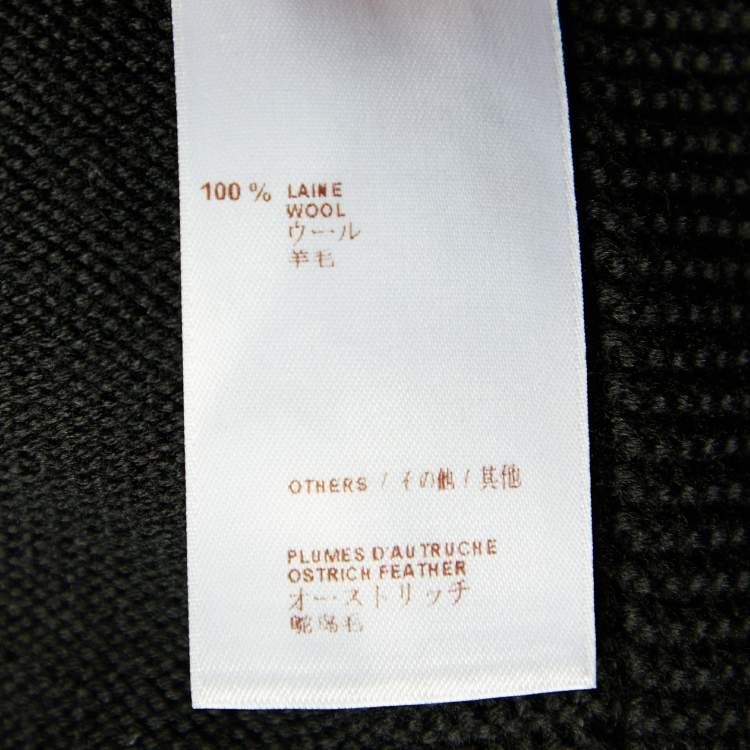 100 % LAINE
WOOL
ウール
羊毛
OTHERS / その他 / 其他
PLUMES D'AUTRUCHE
OSTRICH FEATHER
オーストリッチ
鸵鸟毛